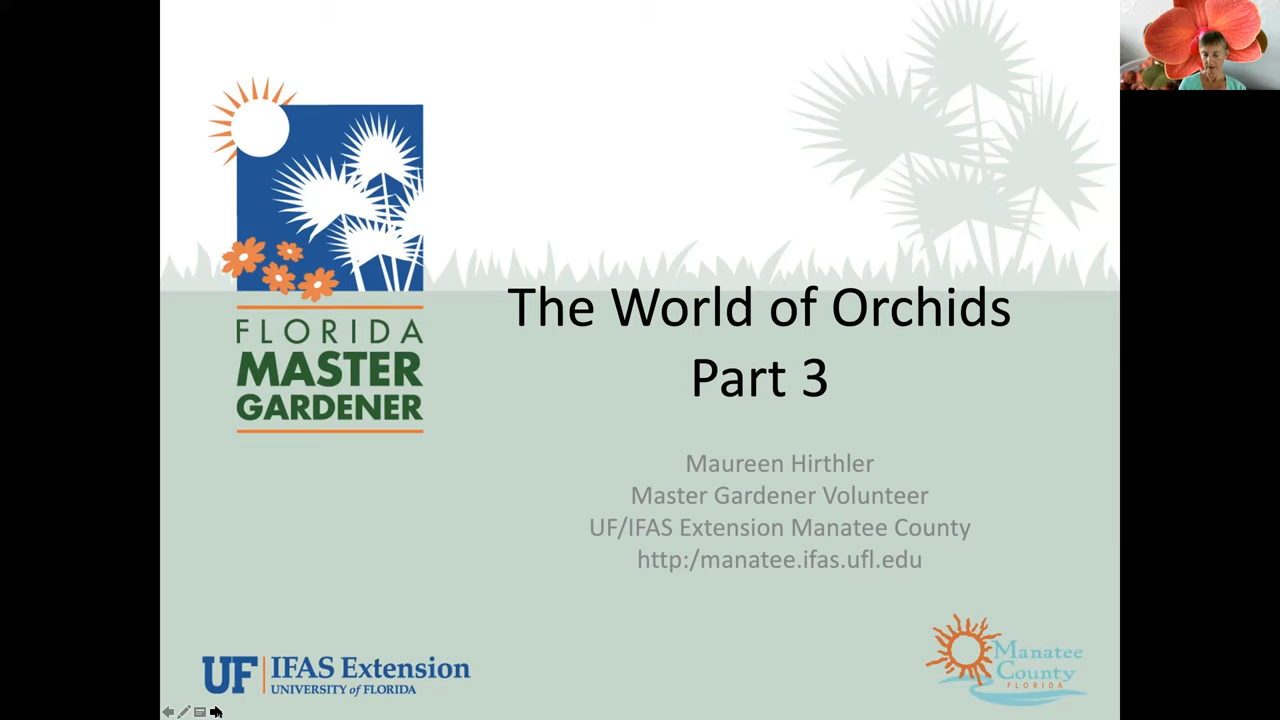 The World of Orchids
Part 3
FLORIDA
MASTER
GARDENER
Maureen Hirthler
Master Gardener Volunteer
UF/IFAS Extension Manatee County
http:/manatee.ifas.ufl.edu
UF IFAS Extension
UNIVERSITY of FLORIDA
Manatee
County
FLORIDA